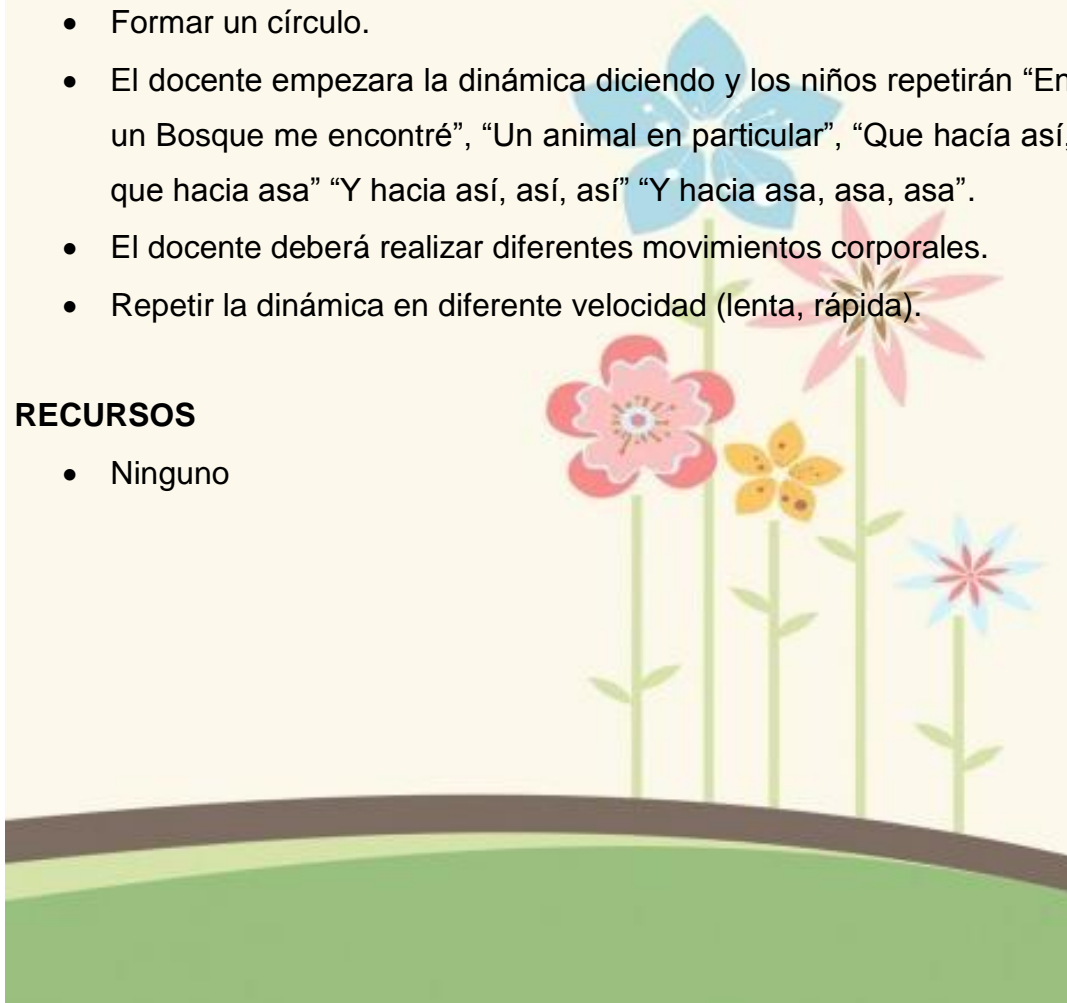 • Formar un círculo.
• El docente empezara la dinámica diciendo y los niños repetirán “En
un Bosque me encontré”, “Un animal en particular”, “Que hacía así,
que hacia asa” “Y hacia así, así, así” “Y hacia asa, asa, asa”.
• El docente deberá realizar diferentes movimientos corporales.
• Repetir la dinámica en diferente velocidad (lenta, rápida).
RECURSOS
• Ninguno